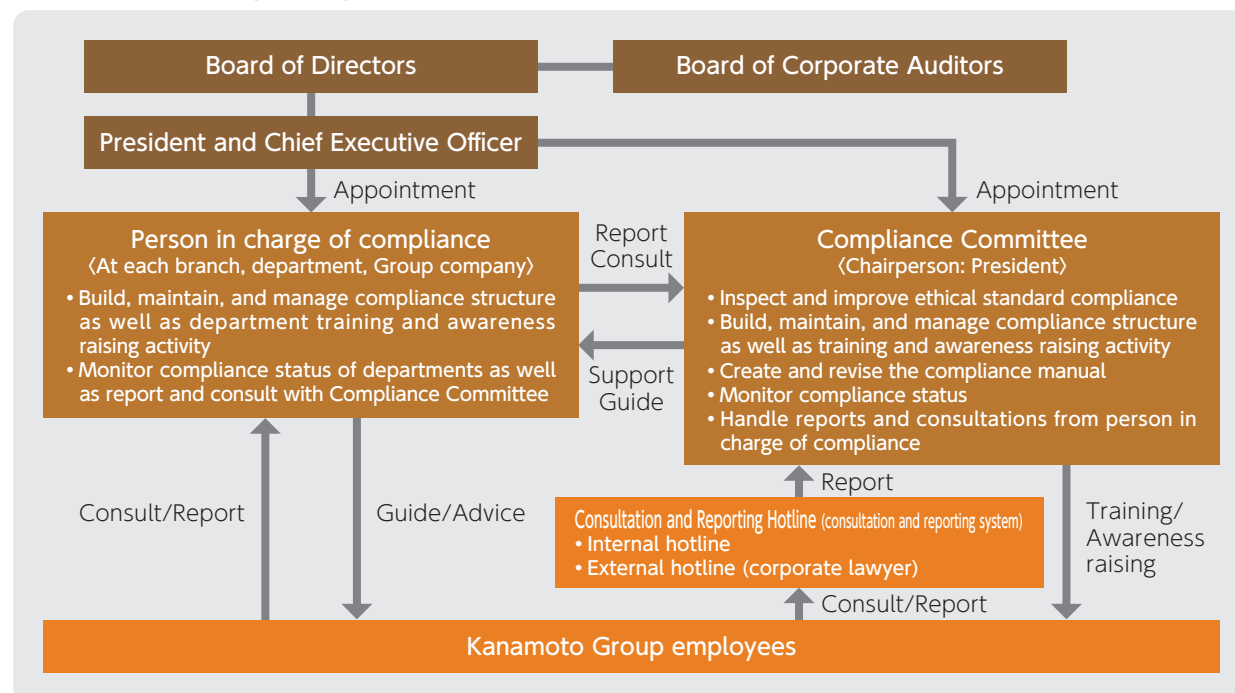 Board of Directors
Board of Corporate Auditors
President and Chief Executive Officer
Appointment
Appointment
Person in charge of compliance
〈At each branch, department, Group company〉
• Build, maintain, and manage compliance structure
as well as department training and awareness
raising activity
• Monitor compliance status of departments as well
as report and consult with Compliance Committee
Report
Consult
Support
Guide
Compliance Committee
〈Chairperson: President〉
• Inspect and improve ethical standard compliance
• Build, maintain, and manage compliance structure
as well as training and awareness raising activity
• Create and revise the compliance manual
• Monitor compliance status
• Handle reports and consultations from person in
charge of compliance
Consult/Report
Guide/Advice
Report
Consultation and Reporting Hotline (consultation and reporting system)
• Internal hotline
• External hotline (corporate lawyer)
Consult/Report
Training/
Awareness
raising
Kanamoto Group employees